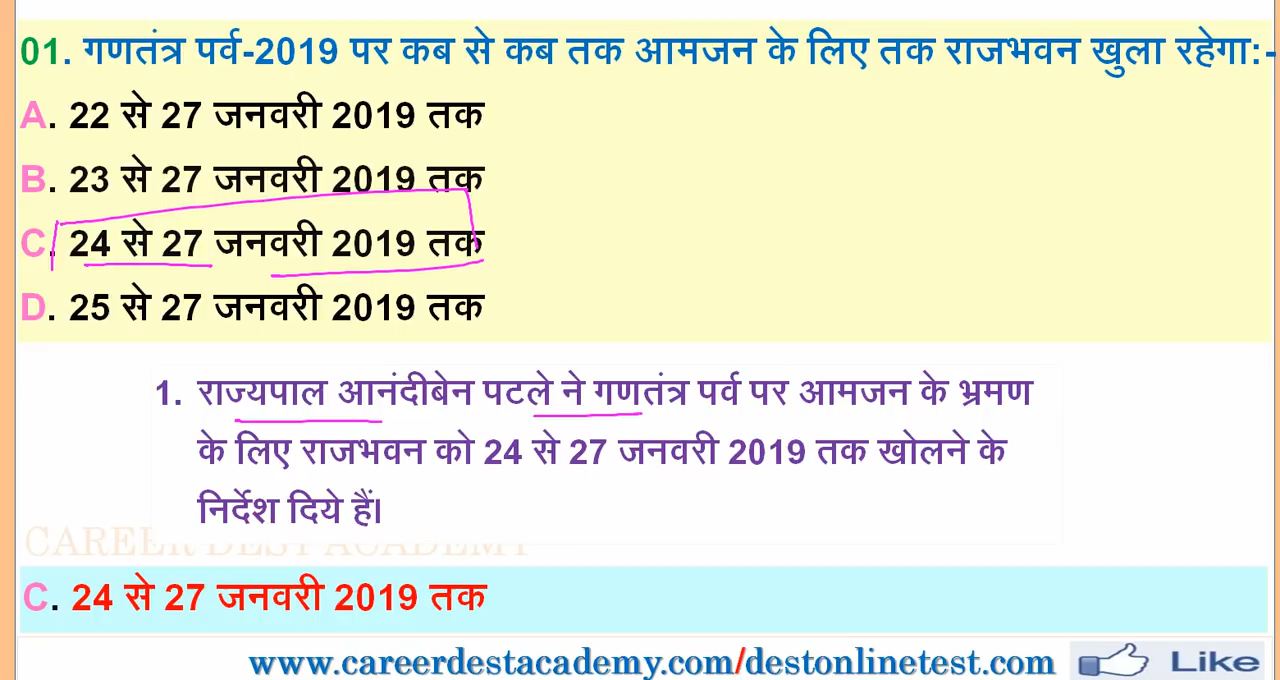 01. गणतंत्र पर्व-2019 पर कब से कब तक आमजन के लिए तक राजभवन खुला रहेगा:-
A. 22 से 27 जनवरी 2019 तक
B. 23 से 27 जनवरी 2019 तक
C. 24 से 27 जनवरी 2019 तक
D. 25 से 27 जनवरी 2019 तक
1. राज्यपाल आनंदीबेन पटले ने गणतंत्र पर्व पर आमजन के भ्रमण
के लिए राजभवन को 24 से 27 जनवरी 2019 तक खोलने के
निर्देश दिये हैं।
CAREER DEST ACADEMY
C. 24 से 27 जनवरी 2019 तक
www.careerdestacademy.com/destonlinetest.com Like